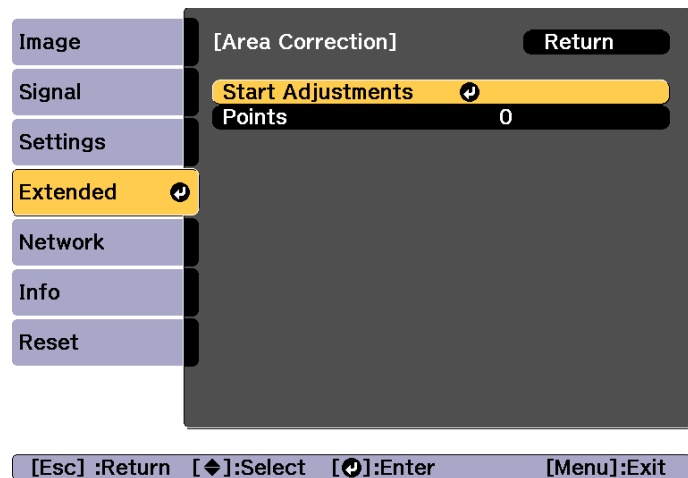 Image
Signal
Settings
Extended
Network
Info
Reset
[Area Correction] Return
Start Adjustments
Points 0
[Esc] :Return [◆]:Select [↵]:Enter [Menu]:Exit